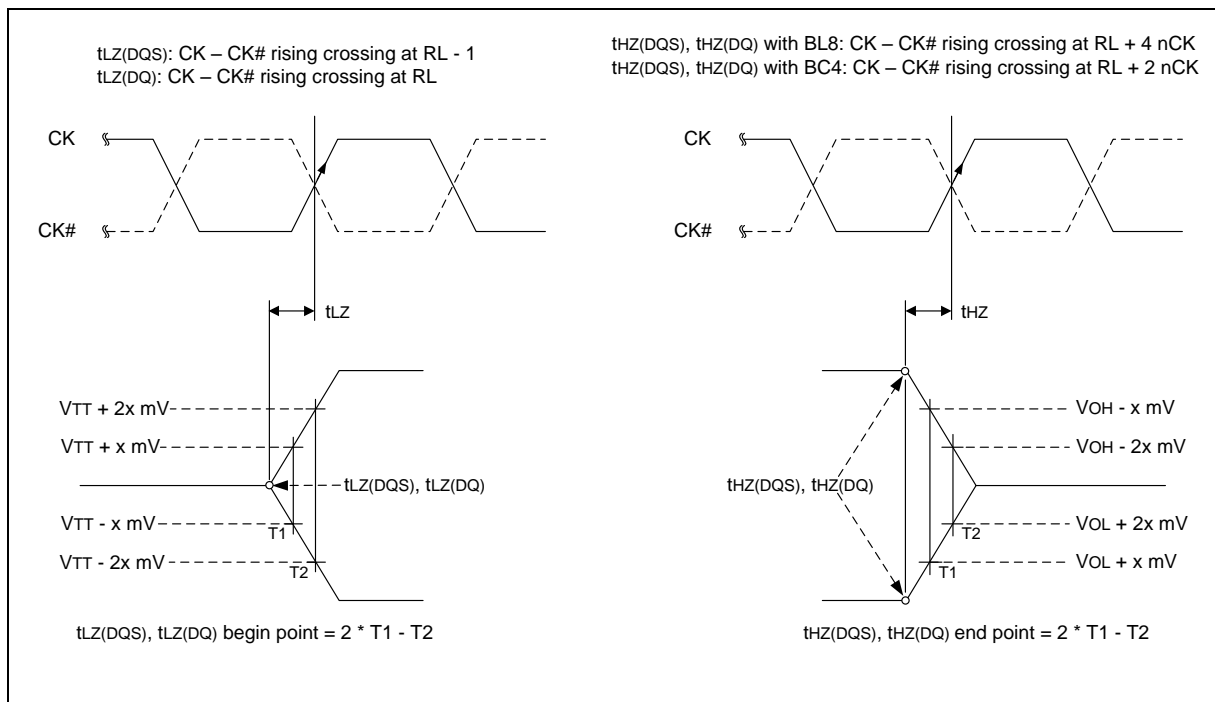 tLZ(DQS): CK – CK# rising crossing at RL - 1
tLZ(DQ): CK – CK# rising crossing at RL
tHZ(DQS), tHZ(DQ) with BL8: CK – CK# rising crossing at RL + 4 nCK
tHZ(DQS), tHZ(DQ) with BC4: CK – CK# rising crossing at RL + 2 nCK
CK
CK#
CK
CK#
tLZ
tHZ
VTT + 2x mV
VTT + x mV
tLZ(DQS), tLZ(DQ)
VTT - x mV
T1
VTT - 2x mV
T2
VOH - x mV
VOH - 2x mV
tHZ(DQS), tHZ(DQ)
VOL + 2x mV
T2
VOL + x mV
T1
tLZ(DQS), tLZ(DQ) begin point = 2 * T1 - T2
tHZ(DQS), tHZ(DQ) end point = 2 * T1 - T2